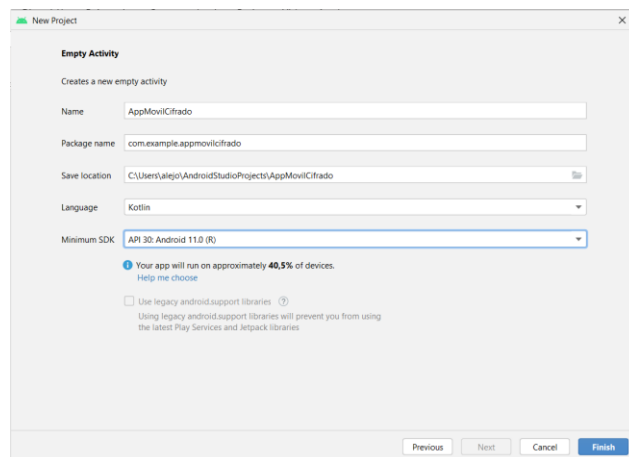 New Project
Empty Activity
Creates a new empty activity
Name AppMovilCifrado
Package name com.example.appmovilcifrado
Save location C:\Users\alejo\AndroidStudioProjects\AppMovilCifrado
Language Kotlin
Minimum SDK API 30: Android 11.0 (R)
Your app will run on approximately 40,5% of devices.
Help me choose
Use legacy android.support libraries ?
Using legacy android.support libraries will prevent you from using
the latest Play Services and Jetpack libraries
Previous Next Cancel Finish